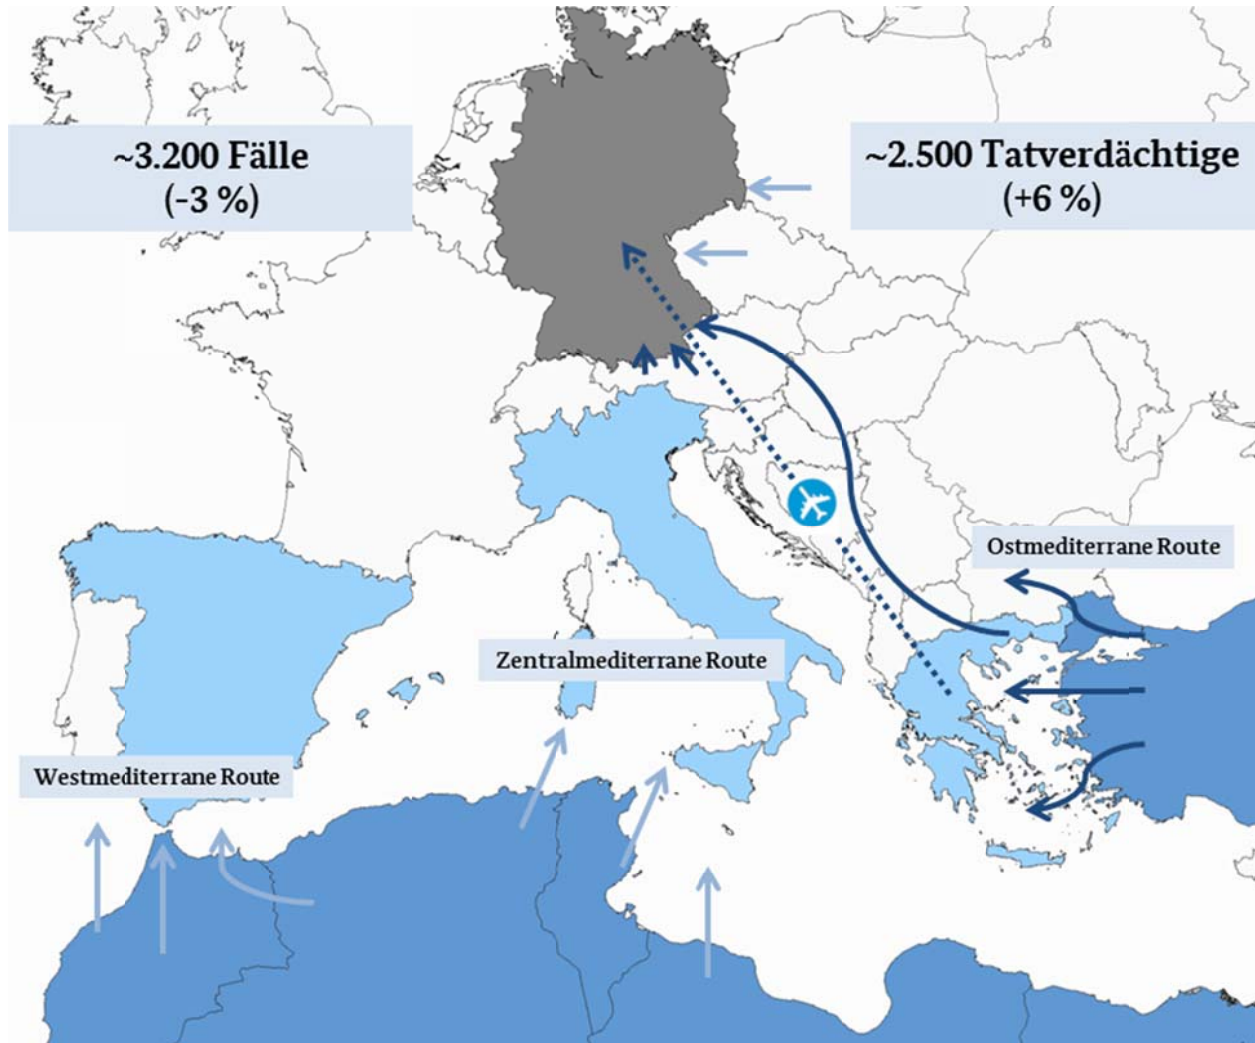 ~3.200 Fälle
(-3 %)
~2.500 Tatverdächtige
(+6 %)
Ostmediterrane Route
Zentralmediterrane Route
Westmediterrane Route